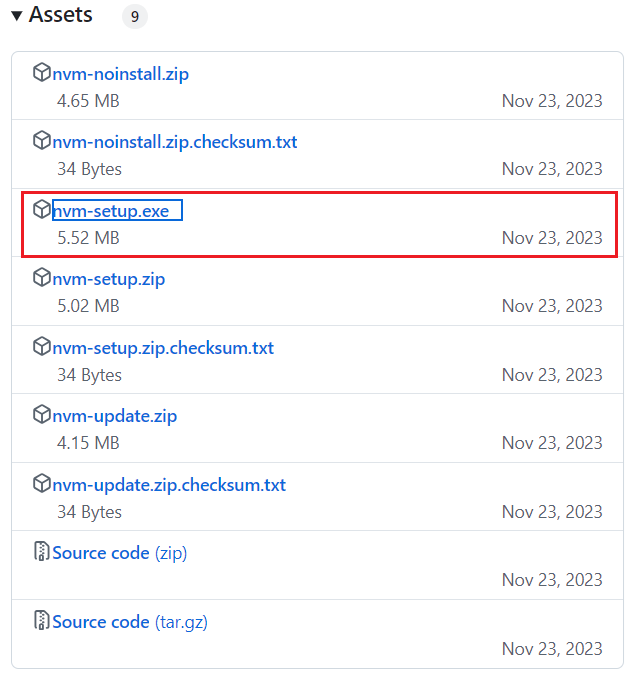 Assets 9
nvm-noinstall.zip
4.65 MB Nov 23, 2023
nvm-noinstall.zip.checksum.txt
34 Bytes Nov 23, 2023
nvm-setup.exe
5.52 MB Nov 23, 2023
nvm-setup.zip
5.02 MB Nov 23, 2023
nvm-setup.zip.checksum.txt
34 Bytes Nov 23, 2023
nvm-update.zip
4.15 MB Nov 23, 2023
nvm-update.zip.checksum.txt
34 Bytes Nov 23, 2023
Source code (zip)
Nov 23, 2023
Source code (tar.gz)
Nov 23, 2023